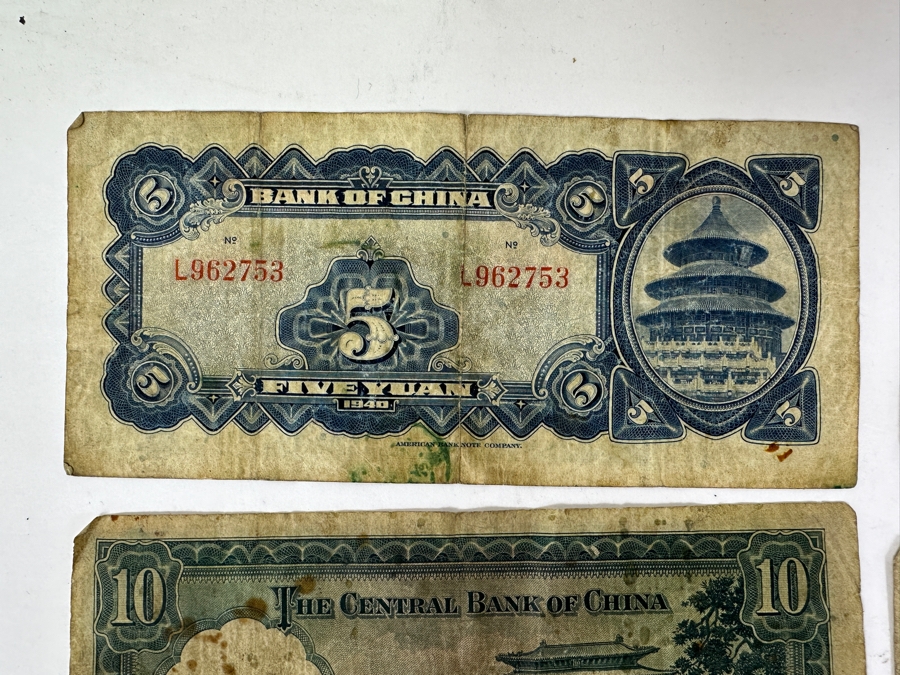 5 BANK OF CHINA 5 5 5
Nº Nº
L962753 L962753
5
5 FIVE YUAN 5 5 5
1940.
AMERICAN BANK NOTE COMPANY.
10 THE CENTRAL BANK OF CHINA 10